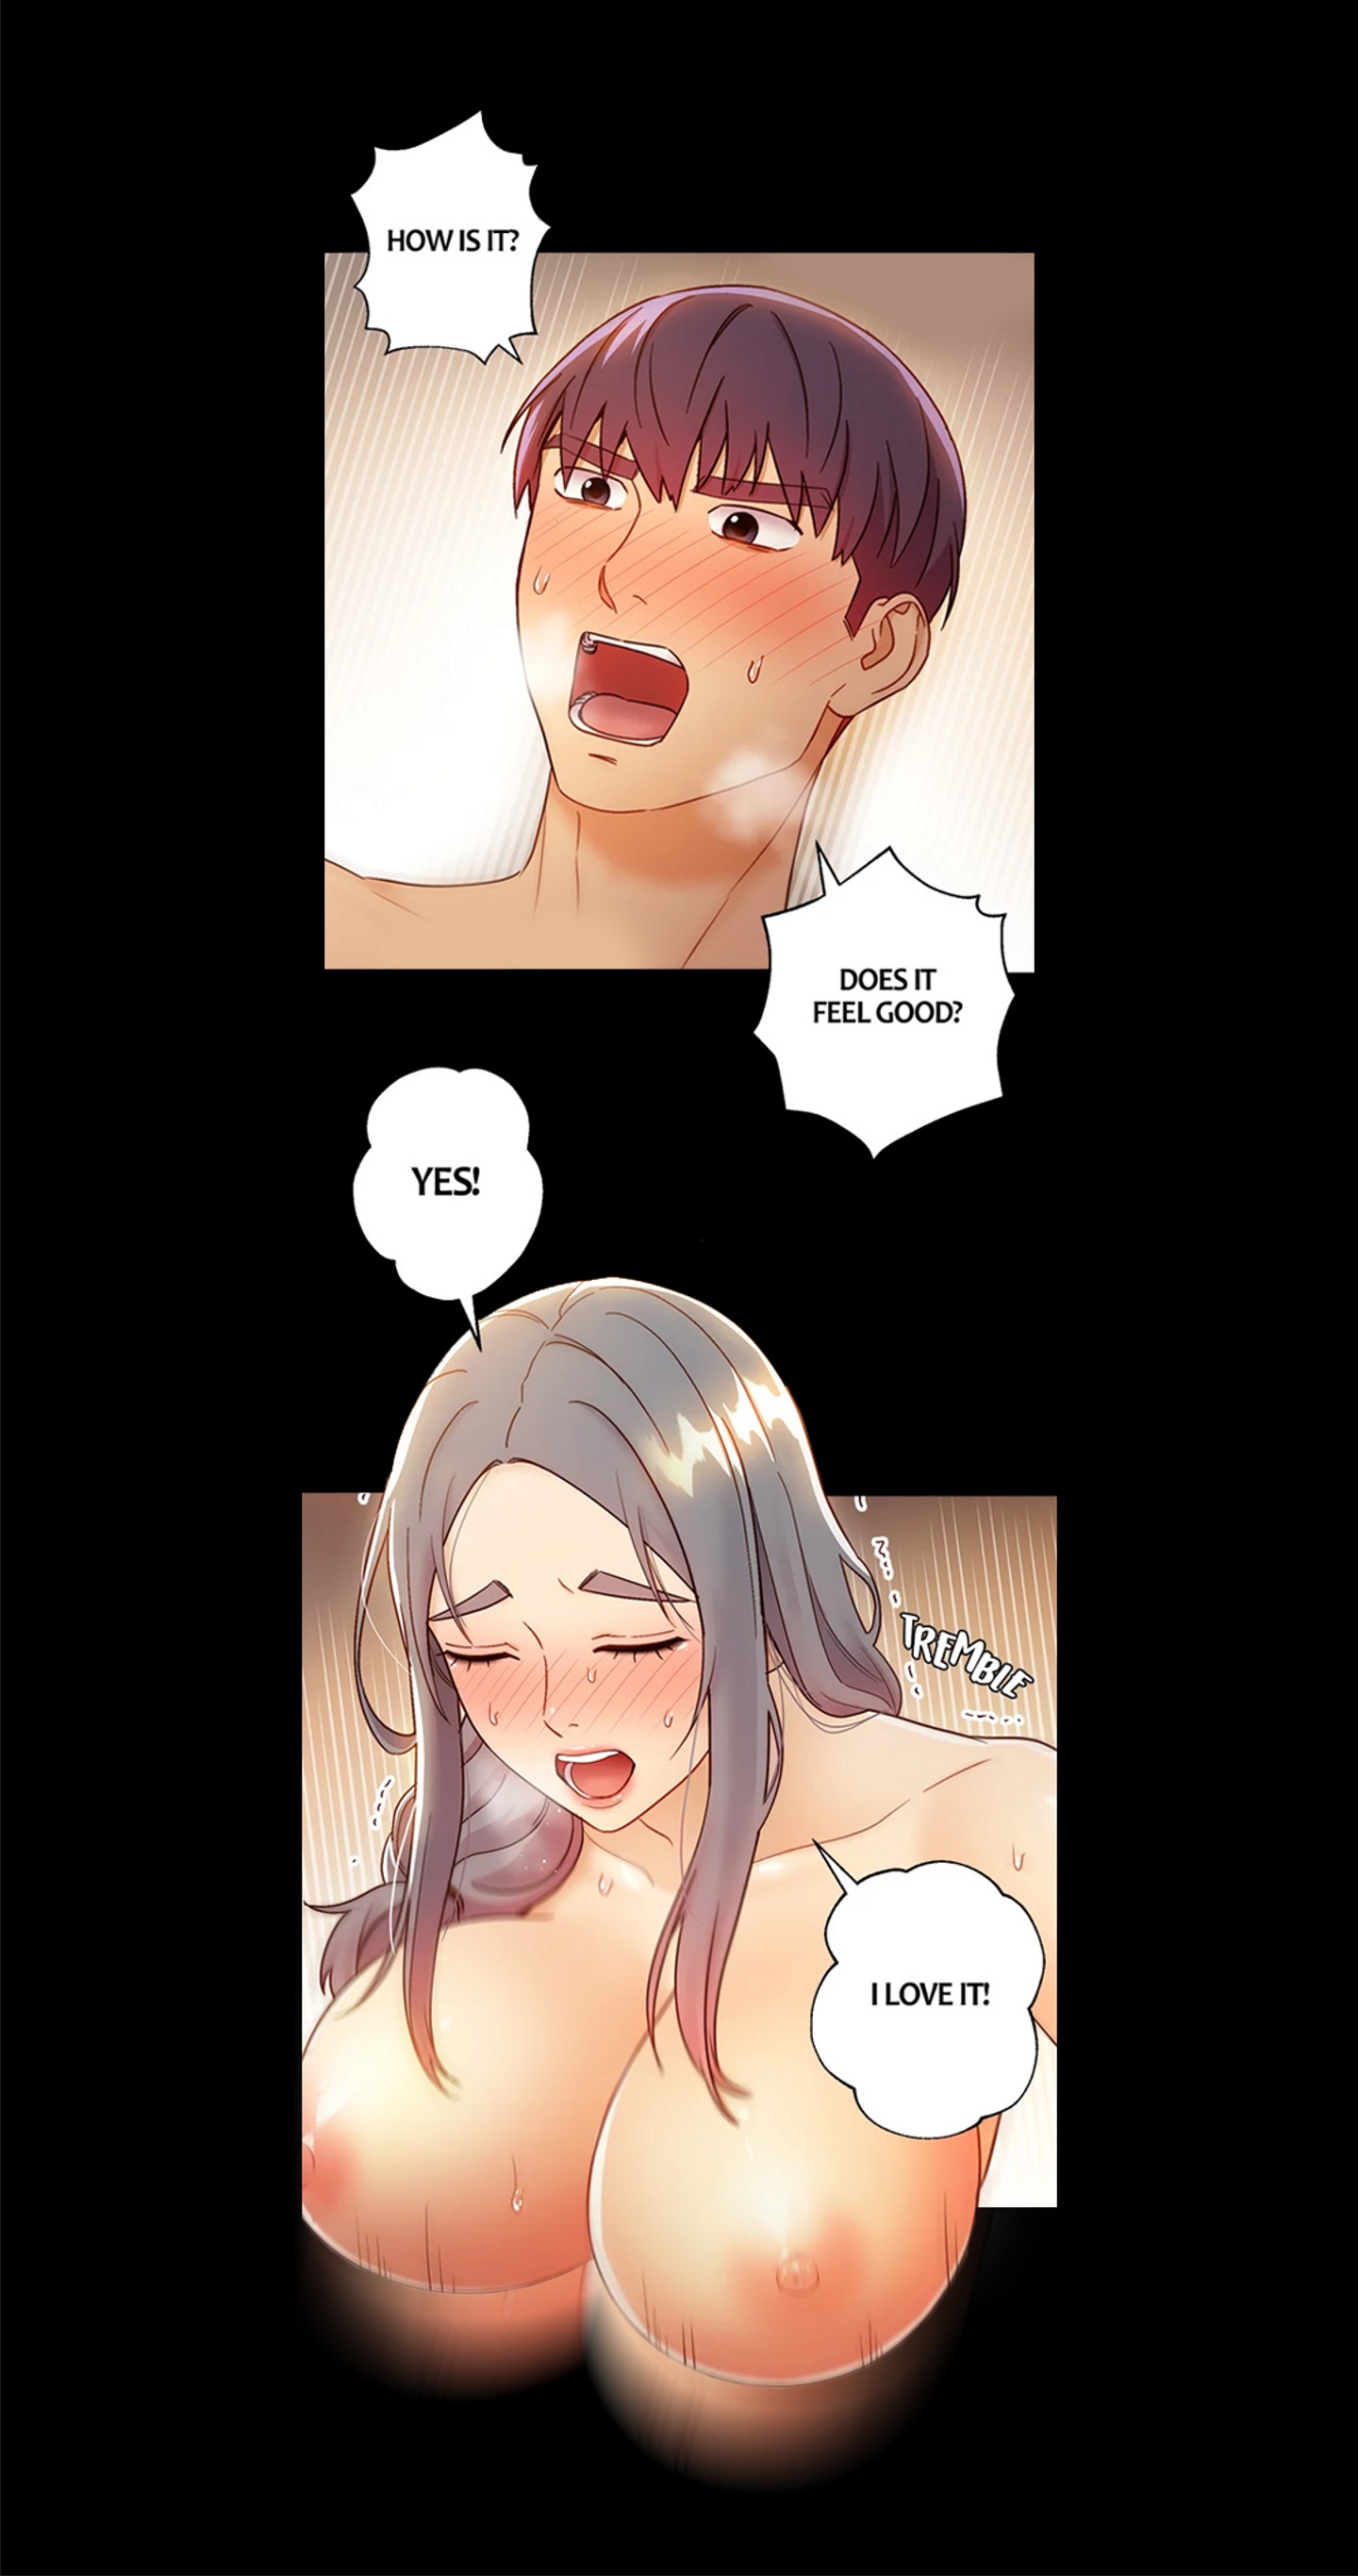 HOW IS IT?
DOES IT
FEEL GOOD?
YES!
TREMBLE
I LOVE IT!